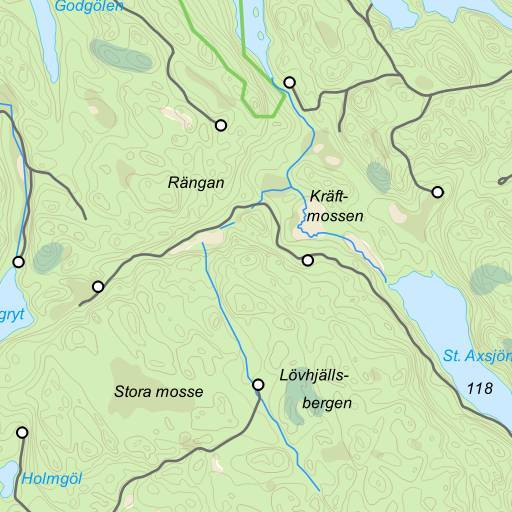 Godgölen
Rängan
Kräft-
mossen
gryt
St. Axsjön
118
Lövhjälls-
bergen
Stora mosse
Holmgöl